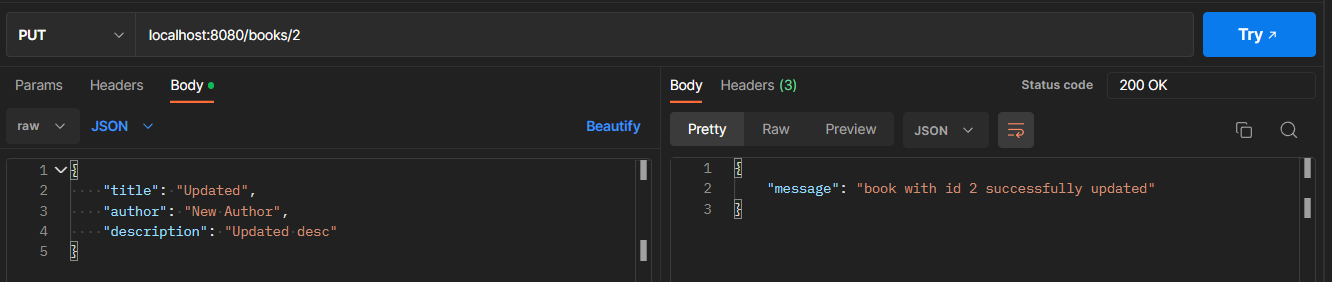 PUT localhost:8080/books/2 Try ↗
Params Headers Body
raw JSON Beautify
1 {
2 "title": "Updated",
3 "author": "New Author",
4 "description": "Updated desc"
5 }
Body Headers (3) Status code 200 OK
Pretty Raw Preview JSON
1 {
2 "message": "book with id 2 successfully updated"
3 }